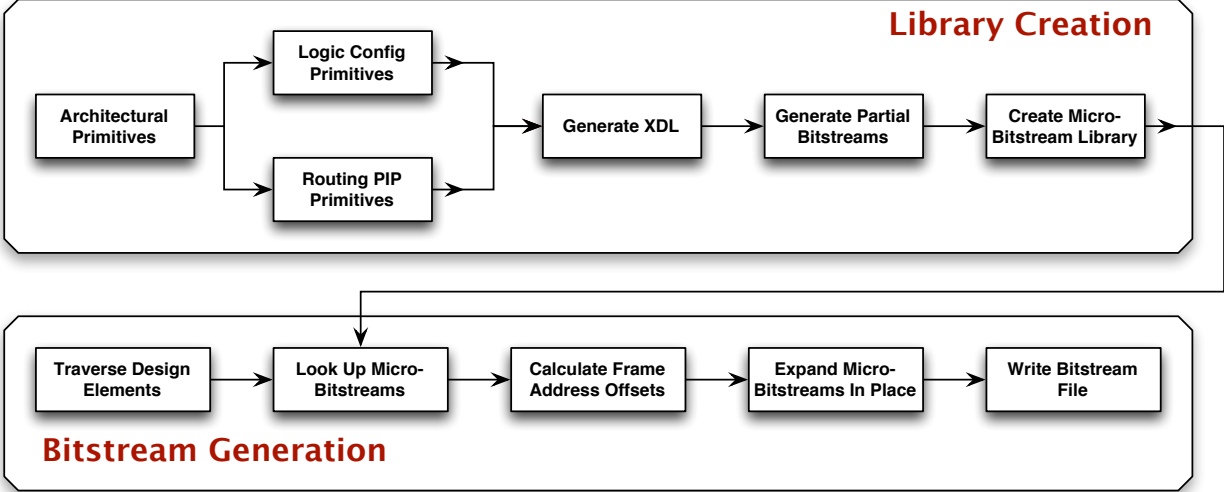 Library Creation
Logic Config
Primitives
Architectural
Primitives
Generate XDL
Generate Partial
Bitstreams
Create Micro-
Bitstream Library
Routing PIP
Primitives
Traverse Design
Elements
Look Up Micro-
Bitstreams
Calculate Frame
Address Offsets
Expand Micro-
Bitstreams In Place
Write Bitstream
File
Bitstream Generation